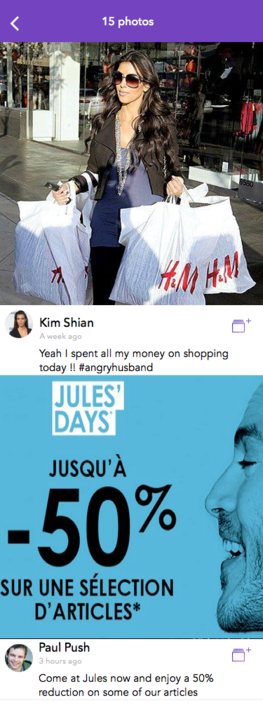 15 photos
H&M H&M
Kim Shian
A week ago
Yeah I spent all my money on shopping
today !! #angryhusband
JULES'
DAYS
JUSQU'À
-50%
SUR UNE SÉLECTION
D'ARTICLES*
Paul Push
3 hours ago
Come at Jules now and enjoy a 50%
reduction on some of our articles